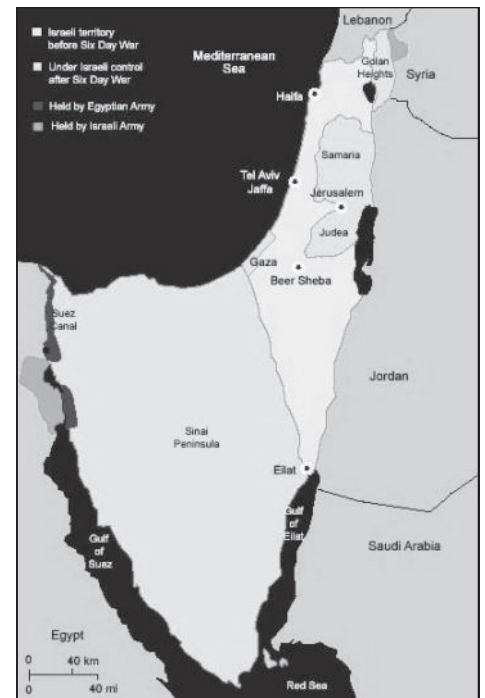 Israeli territory
before Six Day War
Under Israeli control
after Six Day War
Held by Egyptian Army
Held by Israeli Army
Lebanon
Mediterranean
Sea
Golan
Heights
Syria
Haifa
Samaria
Tel Aviv
Jaffa
Jerusalem
Judea
Gaza
Beer Sheba
Suez
Canal
Jordan
Sinai
Peninsula
Eilat
Gulf
of
Suez
Gulf
of
Eilat
Saudi Arabia
Egypt
0 40 km
0 40 mi
Red Sea